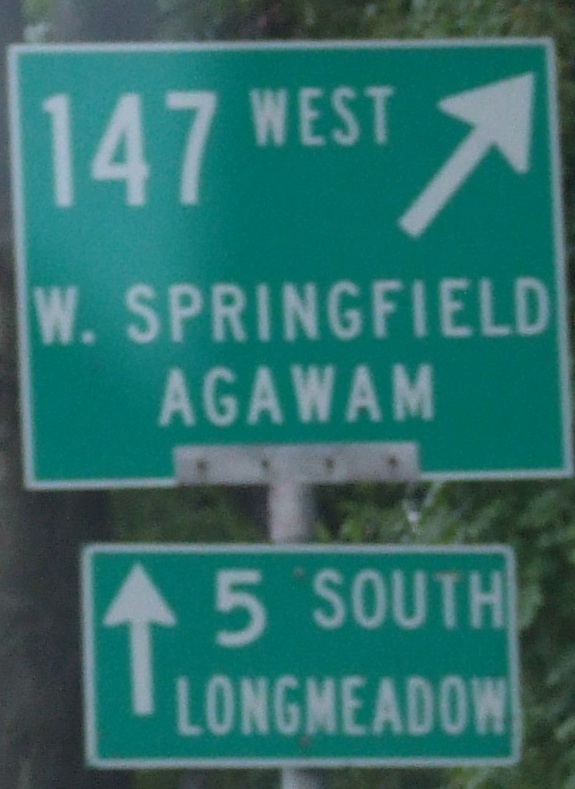 147 WEST
W. SPRINGFIELD
AGAWAM
5 SOUTH
LONGMEADOW